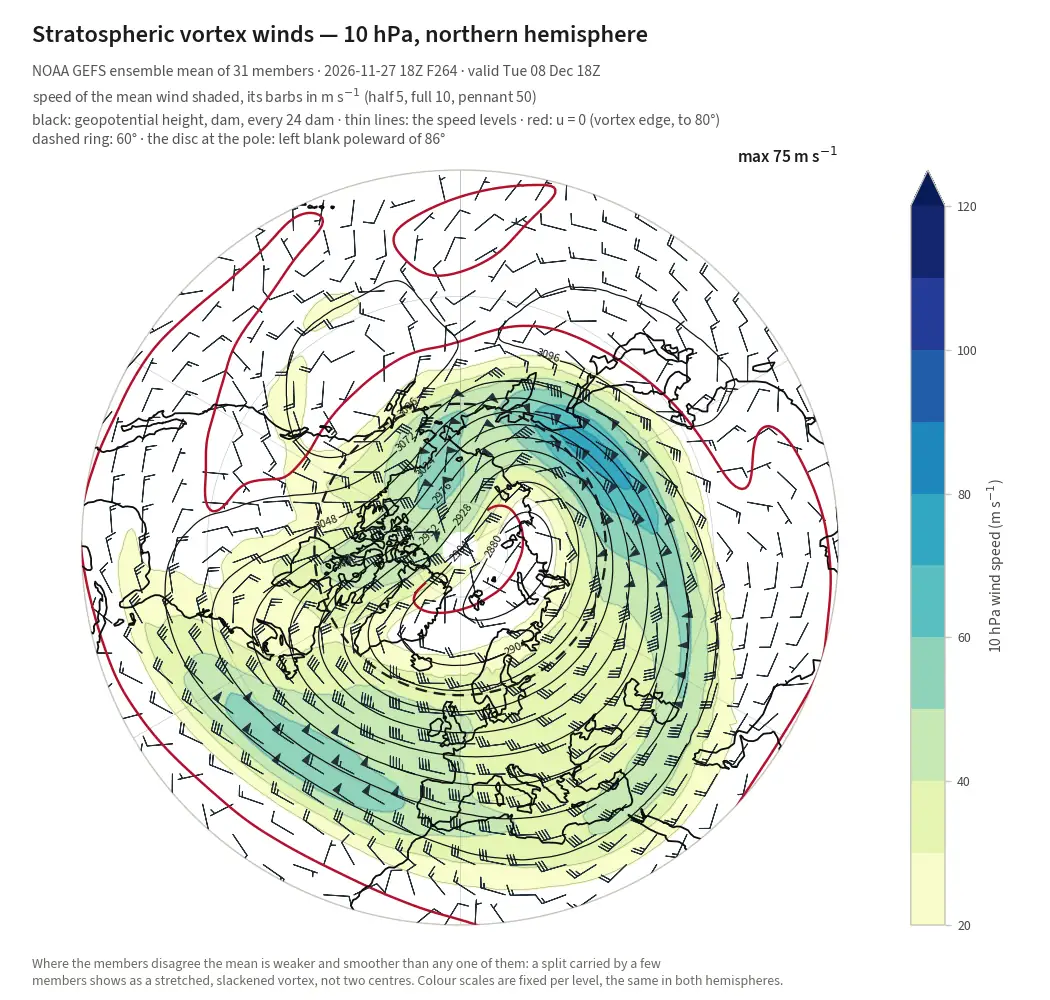 Stratospheric vortex winds — 10 hPa, northern hemisphere
NOAA GEFS ensemble mean of 31 members · 2026-11-27 18Z F264 · valid Tue 08 Dec 18Z
speed of the mean wind shaded, its barbs in m s⁻¹ (half 5, full 10, pennant 50)
black: geopotential height, dam, every 24 dam · thin lines: the speed levels · red: u = 0 (vortex edge, to 80°)
dashed ring: 60° · the disc at the pole: left blank poleward of 86°
max 75 m s⁻¹
120
100
80
60
40
20
10 hPa wind speed (m s⁻¹)
3096
3072
3024
2976
2928
2880
3048
Where the members disagree the mean is weaker and smoother than any one of them: a split carried by a few
members shows as a stretched, slackened vortex, not two centres. Colour scales are fixed per level, the same in both hemispheres.